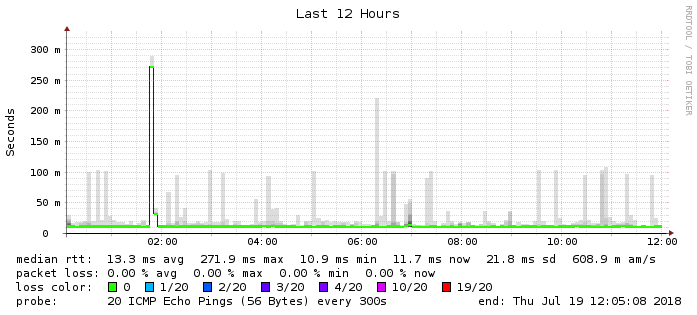 Last 12 Hours
RRDTOOL / TOBI OETIKER
Seconds
300 m
250 m
200 m
150 m
100 m
50 m
0
02:00 04:00 06:00 08:00 10:00 12:00
median rtt: 13.3 ms avg 271.9 ms max 10.9 ms min 11.7 ms now 21.8 ms sd 608.9 m am/s
packet loss: 0.00 % avg 0.00 % max 0.00 % min 0.00 % now
loss color: 0 1/20 2/20 3/20 4/20 10/20 19/20
probe: 20 ICMP Echo Pings (56 Bytes) every 300s end: Thu Jul 19 12:05:08 2018